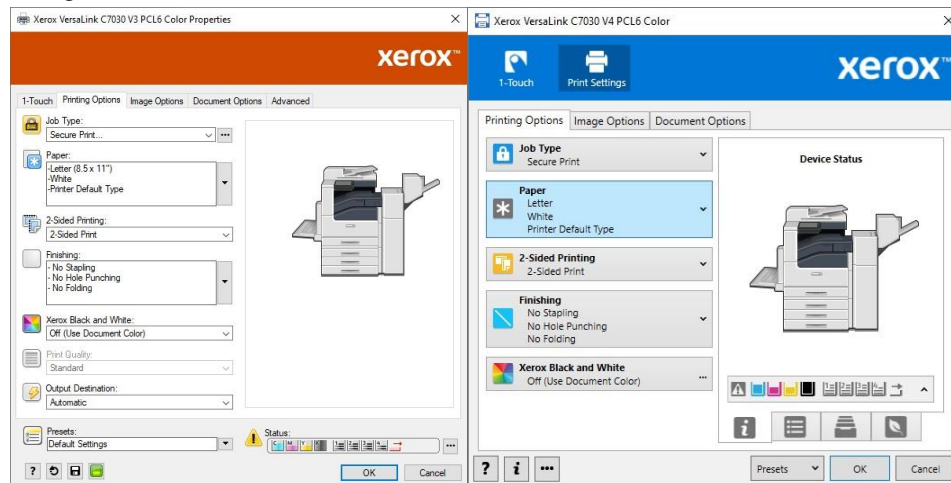 Xerox VersaLink C7030 V3 PCL6 Color Properties
xerox™
1-Touch Printing Options Image Options Document Options Advanced
Job Type:
Secure Print...
Paper:
-Letter (8.5 x 11")
-White
-Printer Default Type
2-Sided Printing:
2-Sided Print
Finishing:
- No Stapling
- No Hole Punching
- No Folding
Xerox Black and White:
Off (Use Document Color)
Print Quality:
Standard
Output Destination:
Automatic
Presets:
Default Settings
Status:
C M Y K 1 2 3 4
OK Cancel
Xerox VersaLink C7030 V4 PCL6 Color
1-Touch Print Settings
xerox™
Printing Options Image Options Document Options
Job Type
Secure Print
Paper
Letter
White
Printer Default Type
2-Sided Printing
2-Sided Print
Finishing
No Stapling
No Hole Punching
No Folding
Xerox Black and White
Off (Use Document Color)
Device Status
Presets OK Cancel